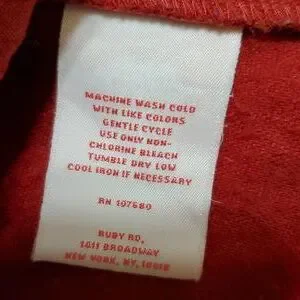 MACHINE WASH COLD
WITH LIKE COLORS
GENTLE CYCLE
USE ONLY NON-
CHLORINE BLEACH
TUMBLE DRY LOW
COOL IRON IF NECESSARY
RN 107680
RUBY RD.
1411 BROADWAY
NEW YORK, NY, 10018